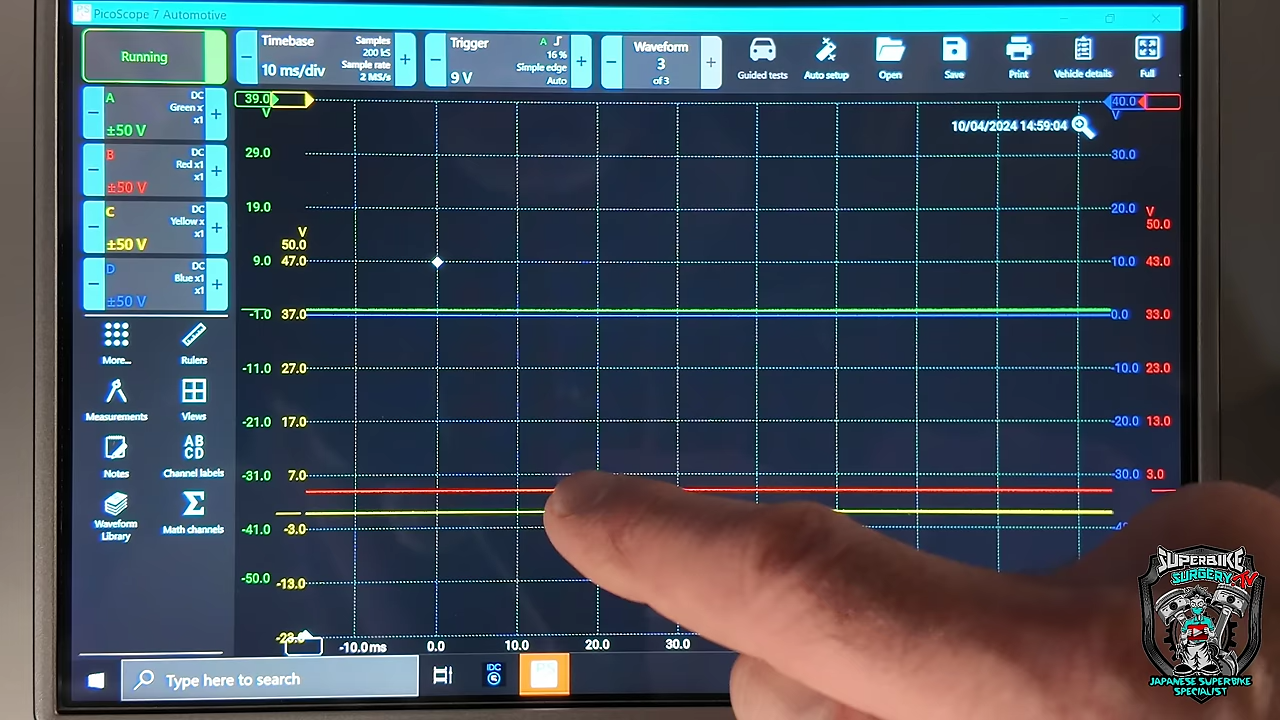 PicoScope 7 Automotive
Running
Timebase
10 ms/div
Samples
200 kS
Sample rate
2 MS/s
Trigger
9 V
A
16 %
Simple edge
Auto
Waveform
3
of 3
Guided tests
Auto setup
Open
Save
Print
Vehicle details
Full
A
DC
Green x
x1
±50 V
B
DC
Red x1
x1
±50 V
C
DC
Yellow x
x1
±50 V
D
DC
Blue x1
x1
±50 V
More...
Rulers
Measurements
Views
Notes
AB
CD
Channel labels
Waveform
Library
Math channels
39.0
V
29.0
19.0
9.0
-1.0
-11.0
-21.0
-31.0
-41.0
-50.0
V
50.0
47.0
37.0
27.0
17.0
7.0
-3.0
-13.0
-23.0
10/04/2024 14:59:04
40.0
V
30.0
20.0
10.0
0.0
-10.0
-20.0
-30.0
V
50.0
43.0
33.0
23.0
13.0
3.0
-10.0 ms
0.0
10.0
20.0
30.0
Type here to search
IDC
PS
SUPERBIKE
SURGERY TV
JAPANESE SUPERBIKE
SPECIALIST